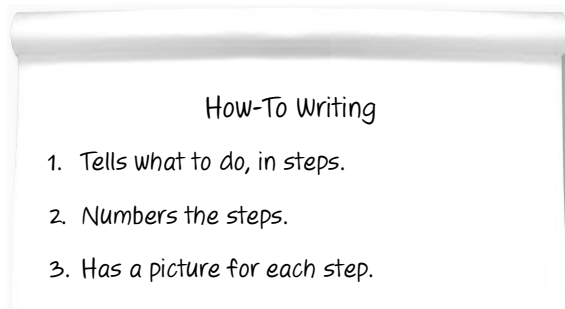 How-To Writing
1. Tells what to do, in steps.
2. Numbers the steps.
3. Has a picture for each step.